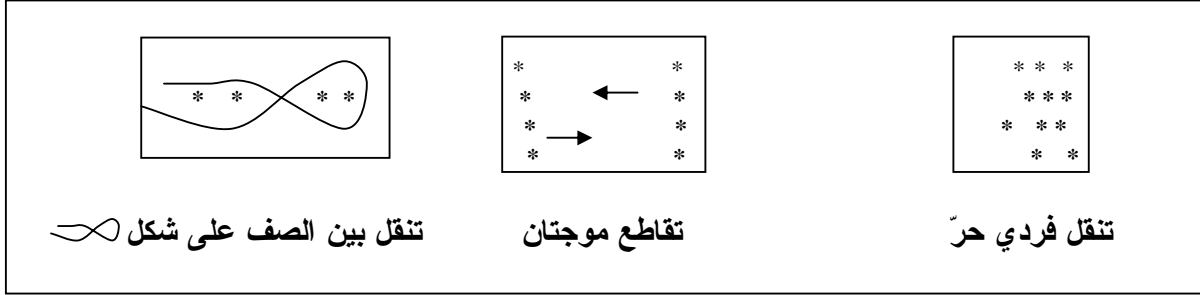 تنقل فردي حرّ
تقاطع موجتان
تنقل بين الصف على شكل